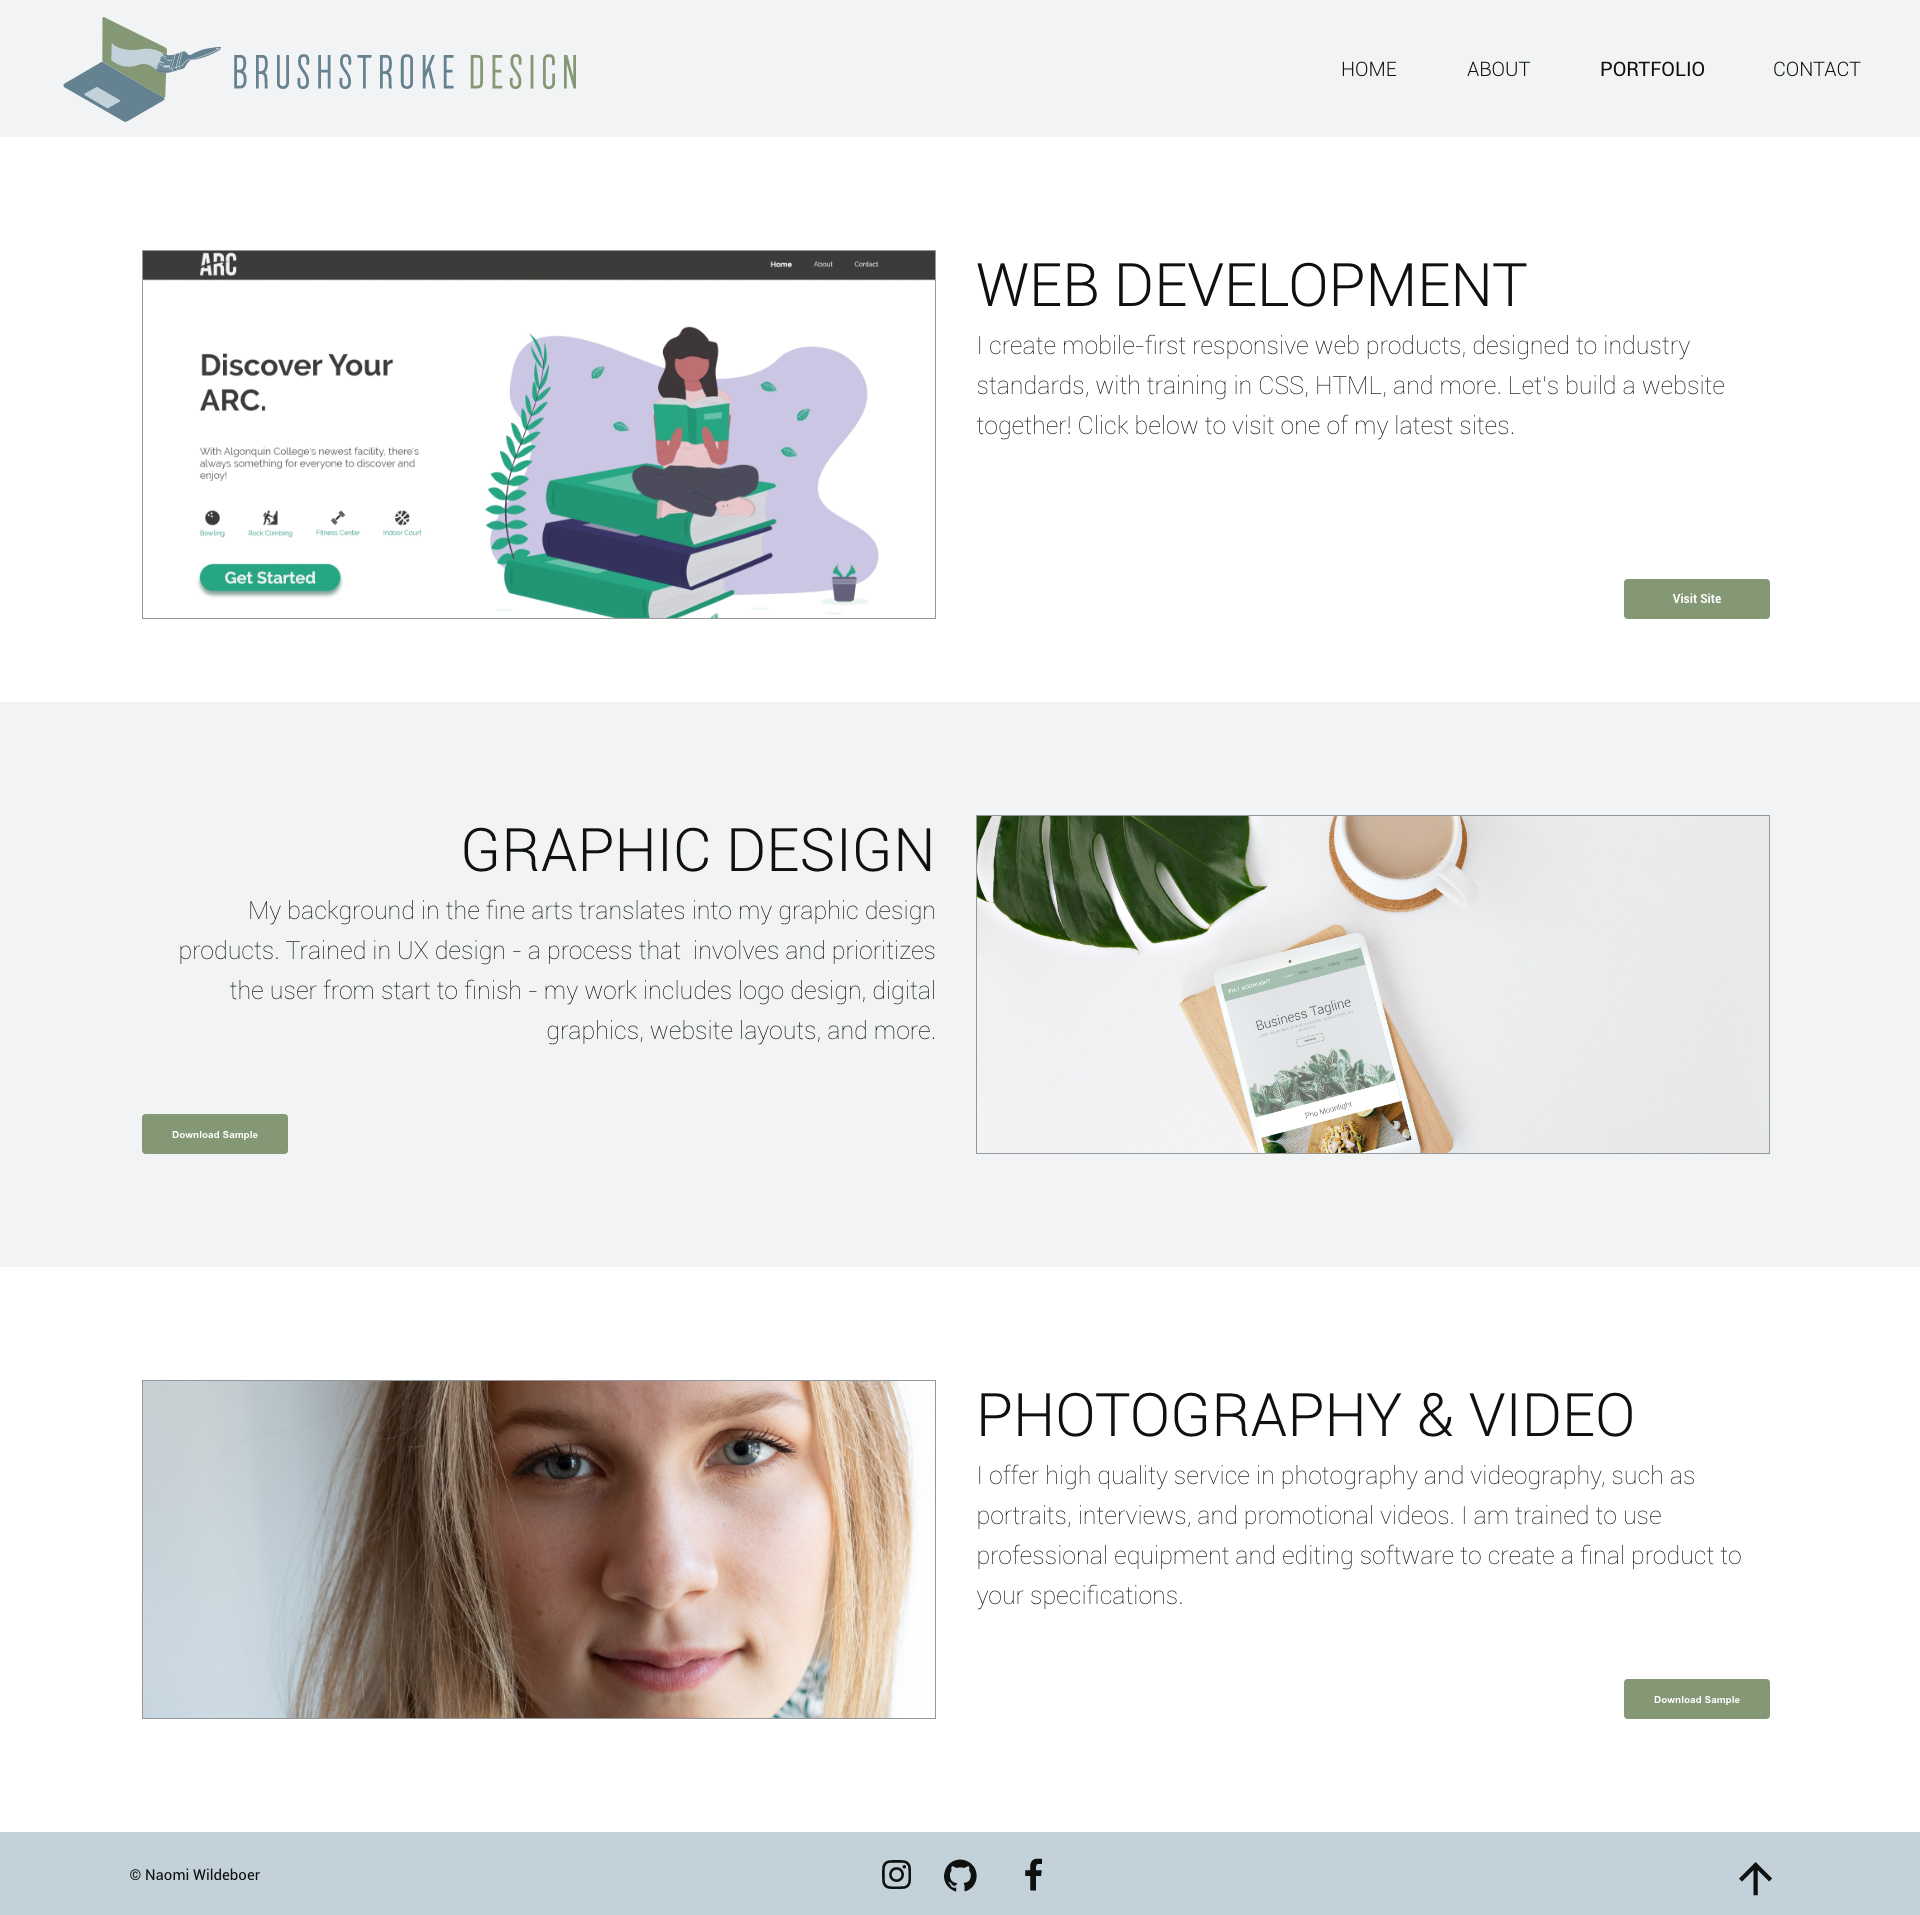 BRUSHSTROKE DESIGN
HOME ABOUT PORTFOLIO CONTACT
ARC
Home About Contact
Discover Your
ARC.
With Algonquin College's newest facility, there's
always something for everyone to discover and
enjoy!
Bowling Rock Climbing Fitness Center Indoor Court
Get Started
WEB DEVELOPMENT
I create mobile-first responsive web products, designed to industry
standards, with training in CSS, HTML, and more. Let's build a website
together! Click below to visit one of my latest sites.
Visit Site
GRAPHIC DESIGN
My background in the fine arts translates into my graphic design
products. Trained in UX design - a process that  involves and prioritizes
the user from start to finish - my work includes logo design, digital
graphics, website layouts, and more.
Download Sample
PHO MOONLIGHT
Business Tagline
Pho Moonlight
PHOTOGRAPHY & VIDEO
I offer high quality service in photography and videography, such as
portraits, interviews, and promotional videos. I am trained to use
professional equipment and editing software to create a final product to
your specifications.
Download Sample
© Naomi Wildeboer